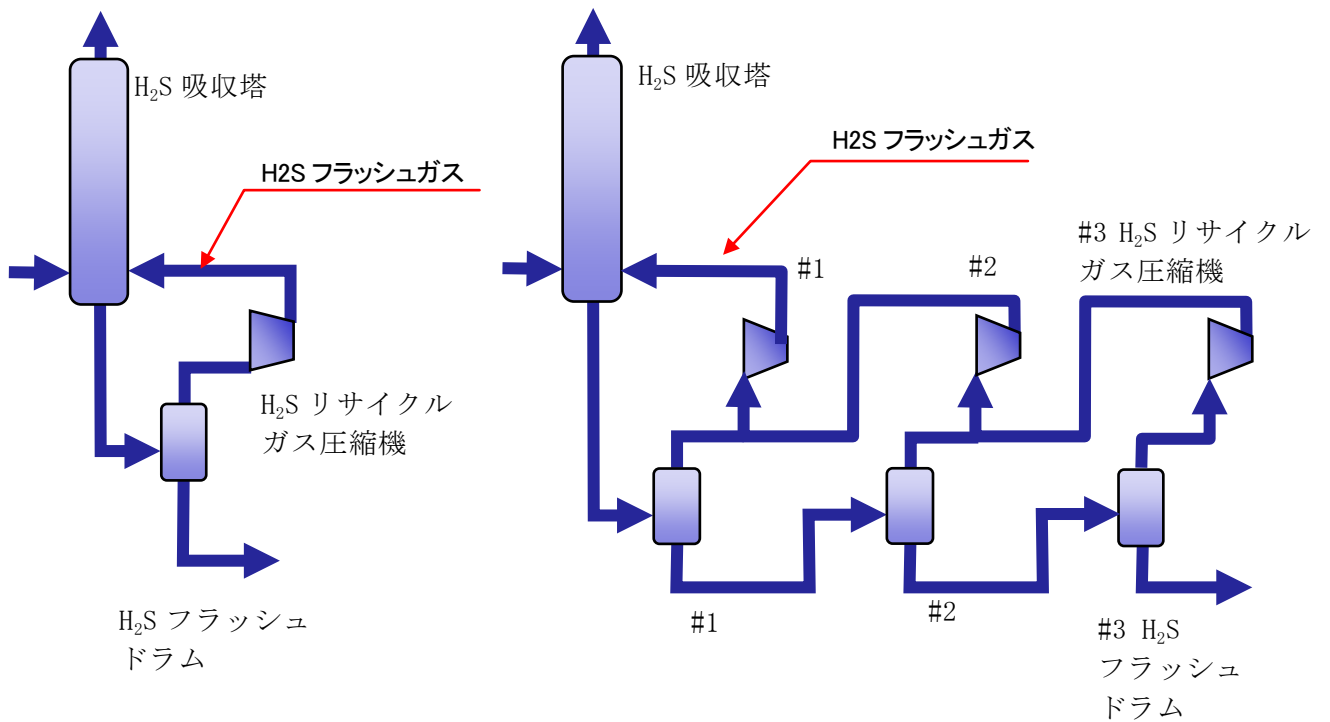 H₂S 吸収塔
H2S フラッシュガス
H₂S リサイクル
ガス圧縮機
H₂S フラッシュ
ドラム
H₂S 吸収塔
H2S フラッシュガス
#1
#2
#3 H₂S リサイクル
ガス圧縮機
#1
#2
#3 H₂S
フラッシュ
ドラム